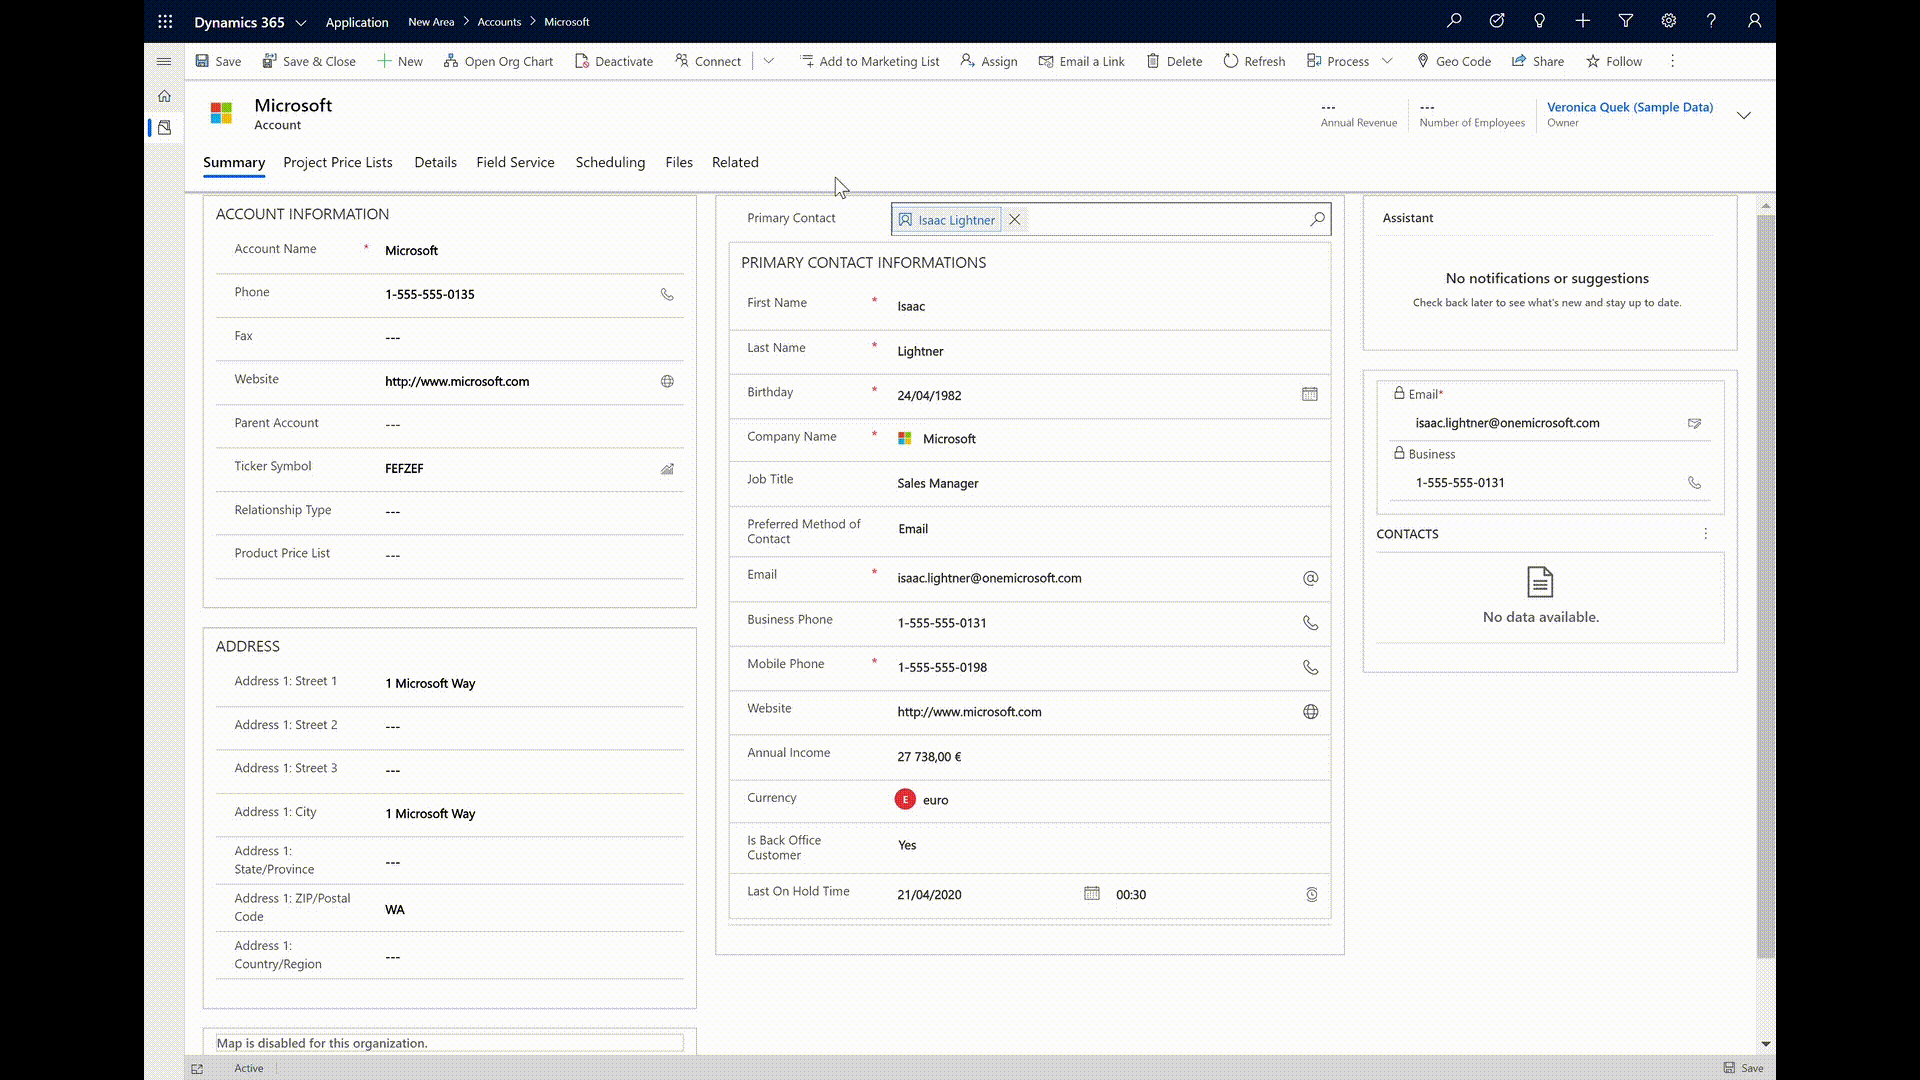 Dynamics 365 Application New Area > Accounts > Microsoft
Save Save & Close New Open Org Chart Deactivate Connect Add to Marketing List Assign Email a Link Delete Refresh Process Geo Code Share Follow
Microsoft
Account
--- Annual Revenue
--- Number of Employees
Veronica Quek (Sample Data)
Owner
Summary Project Price Lists Details Field Service Scheduling Files Related
ACCOUNT INFORMATION
Account Name * Microsoft
Phone 1-555-555-0135
Fax ---
Website http://www.microsoft.com
Parent Account ---
Ticker Symbol FEFZEF
Relationship Type ---
Product Price List ---
ADDRESS
Address 1: Street 1 1 Microsoft Way
Address 1: Street 2 ---
Address 1: Street 3 ---
Address 1: City 1 Microsoft Way
Address 1:
State/Province ---
Address 1: ZIP/Postal
Code WA
Address 1:
Country/Region ---
Map is disabled for this organization.
Primary Contact Isaac Lightner
PRIMARY CONTACT INFORMATIONS
First Name * Isaac
Last Name * Lightner
Birthday * 24/04/1982
Company Name * Microsoft
Job Title Sales Manager
Preferred Method of
Contact Email
Email * isaac.lightner@onemicrosoft.com
Business Phone 1-555-555-0131
Mobile Phone * 1-555-555-0198
Website http://www.microsoft.com
Annual Income 27 738,00 €
Currency E euro
Is Back Office
Customer Yes
Last On Hold Time 21/04/2020 00:30
Assistant
No notifications or suggestions
Check back later to see what's new and stay up to date.
Email*
isaac.lightner@onemicrosoft.com
Business
1-555-555-0131
CONTACTS
No data available.
Active Save